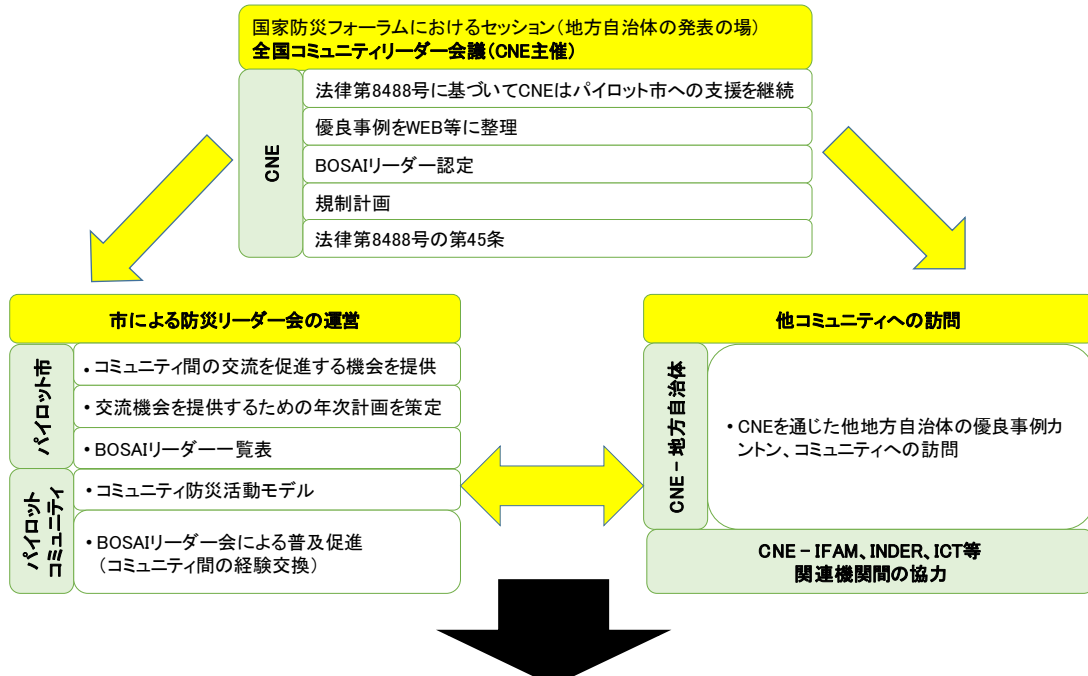 国家防災フォーラムにおけるセッション（地方自治体の発表の場）
全国コミュニティリーダー会議（CNE主催）
CNE
法律第8488号に基づいてCNEはパイロット市への支援を継続
優良事例をWEB等に整理
BOSAIリーダー認定
規制計画
法律第8488号の第45条
市による防災リーダー会の運営
パイロット市
• コミュニティ間の交流を促進する機会を提供
• 交流機会を提供するための年次計画を策定
• BOSAIリーダー一覧表
パイロット
コミュニティ
• コミュニティ防災活動モデル
• BOSAIリーダー会による普及促進
（コミュニティ間の経験交換）
他コミュニティへの訪問
CNE－地方自治体
• CNEを通じた他地方自治体の優良事例カ
ントン、コミュニティへの訪問
CNE－IFAM、INDER、ICT等
関連機関間の協力